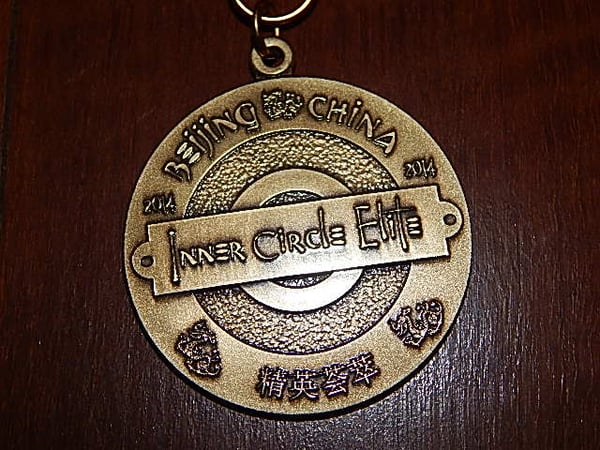 BEijing CHiNA
2014 2014
InnER CirclE ElitE
精英荟萃